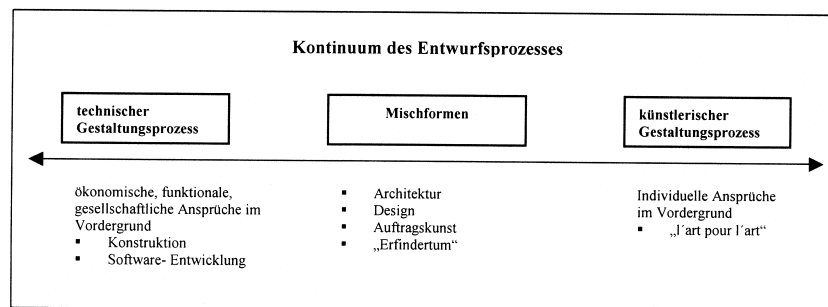 Kontinuum des Entwurfsprozesses
technischer
Gestaltungsprozess
Mischformen
künstlerischer
Gestaltungsprozess
ökonomische, funktionale,
gesellschaftliche Ansprüche im
Vordergrund
▪ Konstruktion
▪ Software- Entwicklung
▪ Architektur
▪ Design
▪ Auftragskunst
▪ „Erfindertum“
Individuelle Ansprüche
im Vordergrund
▪ „l´art pour l´art“